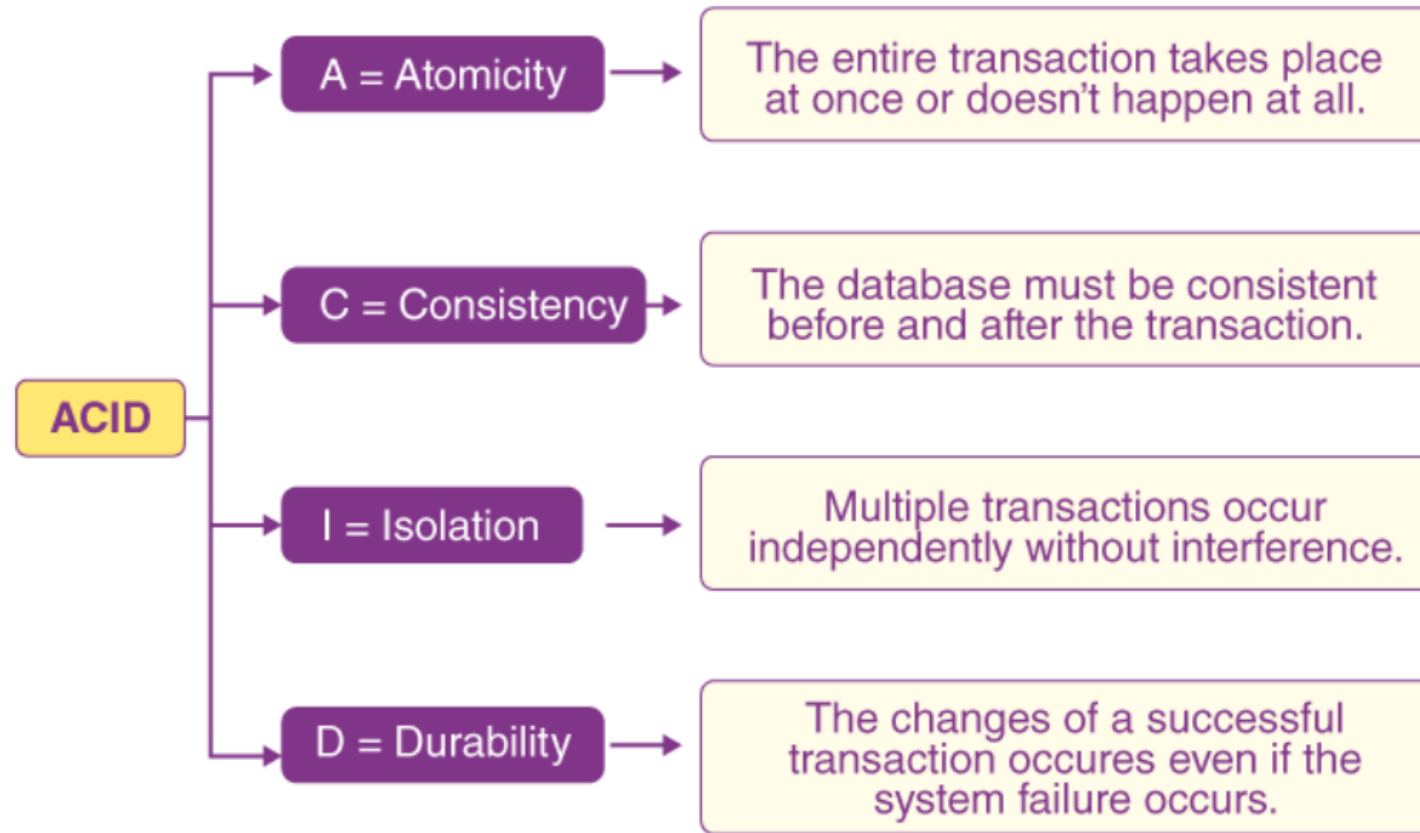 A = Atomicity
The entire transaction takes place
at once or doesn't happen at all.
C = Consistency
The database must be consistent
before and after the transaction.
ACID
I = Isolation
Multiple transactions occur
independently without interference.
D = Durability
The changes of a successful
transaction occures even if the
system failure occurs.